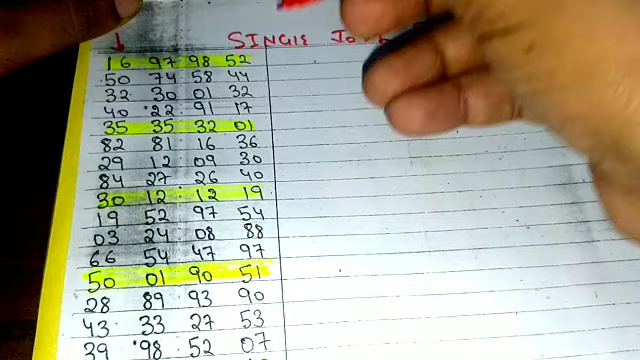 SINGLE
16 97 98 52
50 74 58 44
32 30 01 32
40 22 91 17
35 35 32 01
82 81 16 36
29 12 09 30
84 27 26 40
30 12 12 19
19 52 97 54
03 24 08 88
66 54 47 97
50 01 90 51
28 89 93 90
43 33 27 53
39 98 52 07